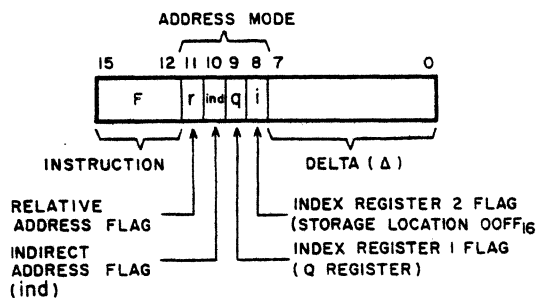 ADDRESS MODE
15 12 11 10 9 8 7 0
F r ind q i
INSTRUCTION DELTA (Δ)
RELATIVE
ADDRESS FLAG
INDIRECT
ADDRESS FLAG
(ind)
INDEX REGISTER 2 FLAG
(STORAGE LOCATION 00FF16
INDEX REGISTER I FLAG
(Q REGISTER)